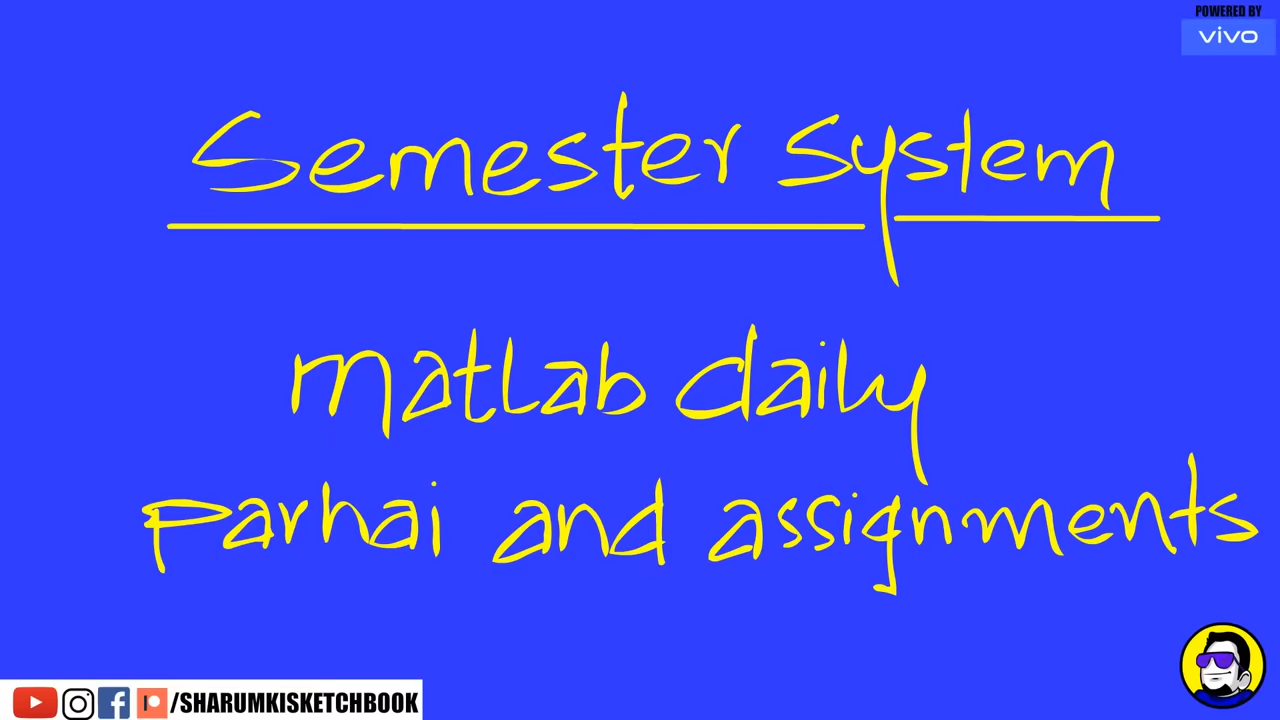 POWERED BY
vivo
Semester System
matlab daily
parhai and assignments
/SHARUMKISKETCHBOOK